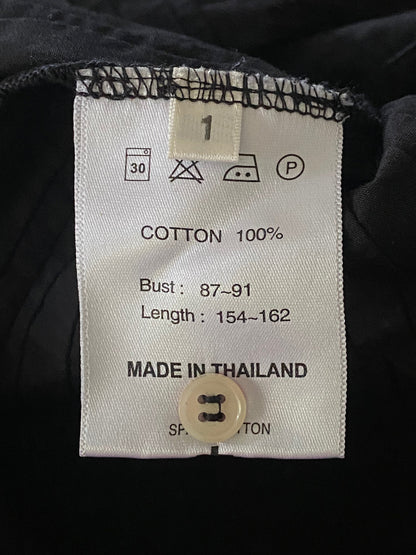 1
30 P
COTTON 100%
Bust : 87~91
Length : 154~162
MADE IN THAILAND